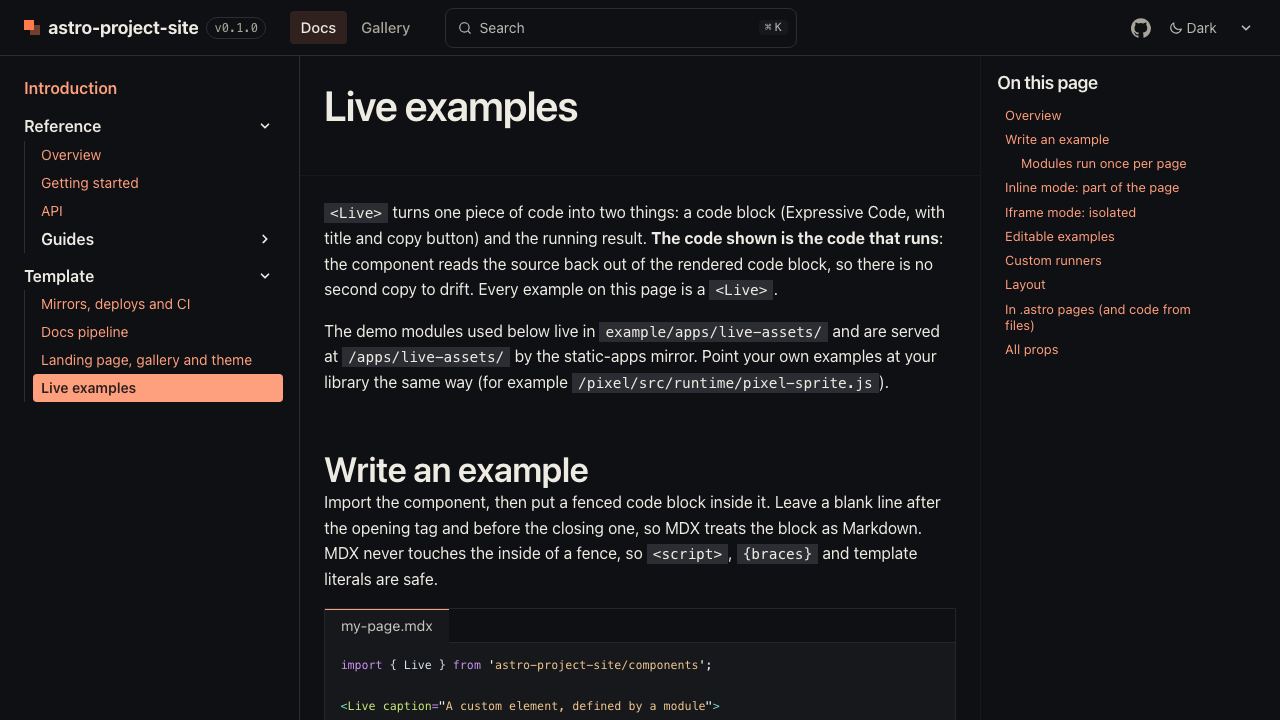 astro-project-site v0.1.0 Docs Gallery Search ⌘K Dark
Introduction
Reference
Overview
Getting started
API
Guides
Template
Mirrors, deploys and CI
Docs pipeline
Landing page, gallery and theme
Live examples
Live examples
<Live> turns one piece of code into two things: a code block (Expressive Code, with
title and copy button) and the running result. The code shown is the code that runs:
the component reads the source back out of the rendered code block, so there is no
second copy to drift. Every example on this page is a <Live>.
The demo modules used below live in example/apps/live-assets/ and are served
at /apps/live-assets/ by the static-apps mirror. Point your own examples at your
library the same way (for example /pixel/src/runtime/pixel-sprite.js).
Write an example
Import the component, then put a fenced code block inside it. Leave a blank line after
the opening tag and before the closing one, so MDX treats the block as Markdown.
MDX never touches the inside of a fence, so <script>, {braces} and template
literals are safe.
my-page.mdx
import { Live } from 'astro-project-site/components';
<Live caption="A custom element, defined by a module">
On this page
Overview
Write an example
Modules run once per page
Inline mode: part of the page
Iframe mode: isolated
Editable examples
Custom runners
Layout
In .astro pages (and code from
files)
All props